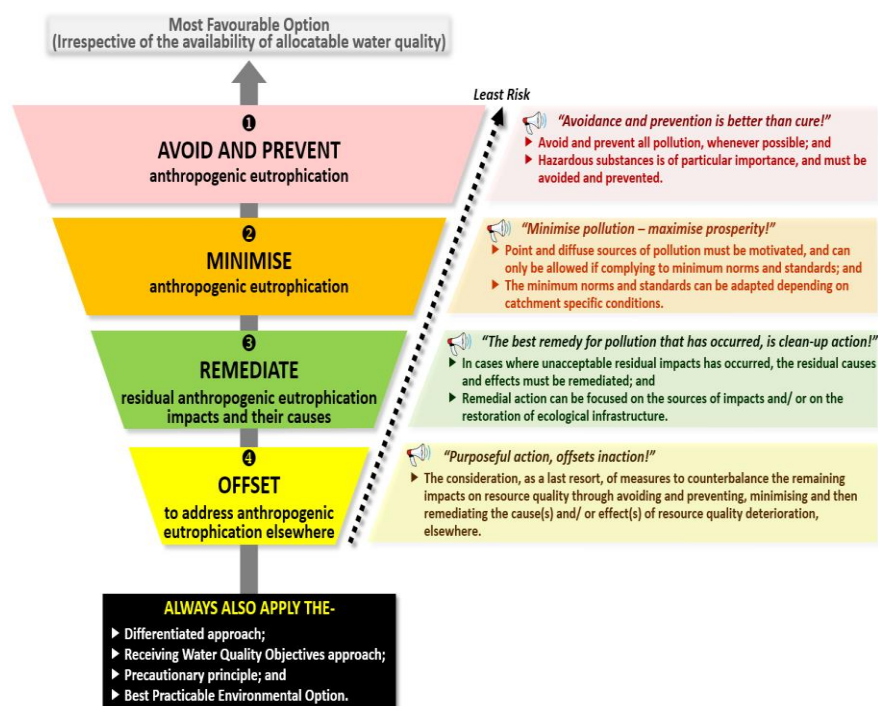 Most Favourable Option
(Irrespective of the availability of allocatable water quality)
Least Risk
❶
AVOID AND PREVENT
anthropogenic eutrophication
“Avoidance and prevention is better than cure!”
Avoid and prevent all pollution, whenever possible; and
Hazardous substances is of particular importance, and must be
avoided and prevented.
❷
MINIMISE
anthropogenic eutrophication
“Minimise pollution – maximise prosperity!”
Point and diffuse sources of pollution must be motivated, and can
only be allowed if complying to minimum norms and standards; and
The minimum norms and standards can be adapted depending on
catchment specific conditions.
❸
REMEDIATE
residual anthropogenic eutrophication
impacts and their causes
“The best remedy for pollution that has occurred, is clean-up action!”
In cases where unacceptable residual impacts has occurred, the residual causes
and effects must be remediated; and
Remedial action can be focused on the sources of impacts and/ or on the
restoration of ecological infrastructure.
❹
OFFSET
to address anthropogenic
eutrophication elsewhere
“Purposeful action, offsets inaction!”
The consideration, as a last resort, of measures to counterbalance the remaining
impacts on resource quality through avoiding and preventing, minimising and then
remediating the cause(s) and/ or effect(s) of resource quality deterioration,
elsewhere.
ALWAYS ALSO APPLY THE-
Differentiated approach;
Receiving Water Quality Objectives approach;
Precautionary principle; and
Best Practicable Environmental Option.